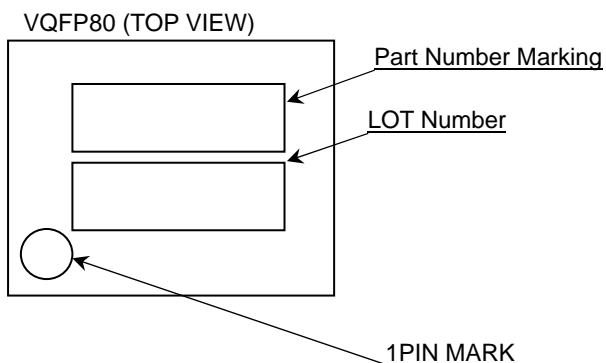 VQFP80 (TOP VIEW)
Part Number Marking
LOT Number
1PIN MARK